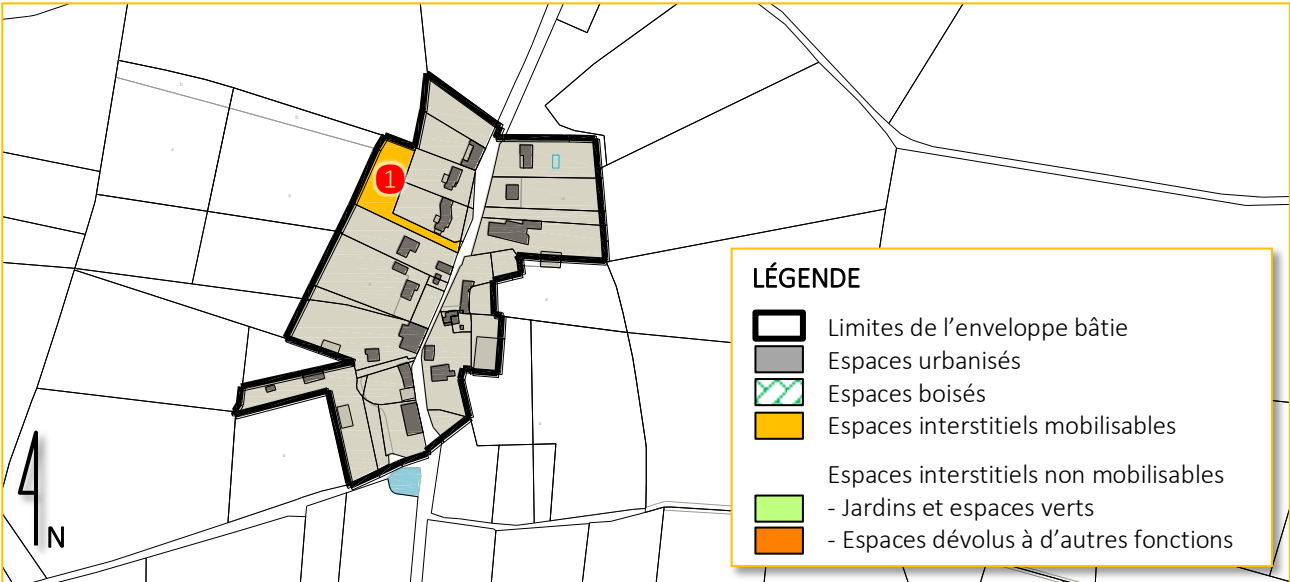 1
LÉGENDE
Limites de l’enveloppe bâtie
Espaces urbanisés
Espaces boisés
Espaces interstitiels mobilisables
Espaces interstitiels non mobilisables
- Jardins et espaces verts
- Espaces dévolus à d’autres fonctions
N